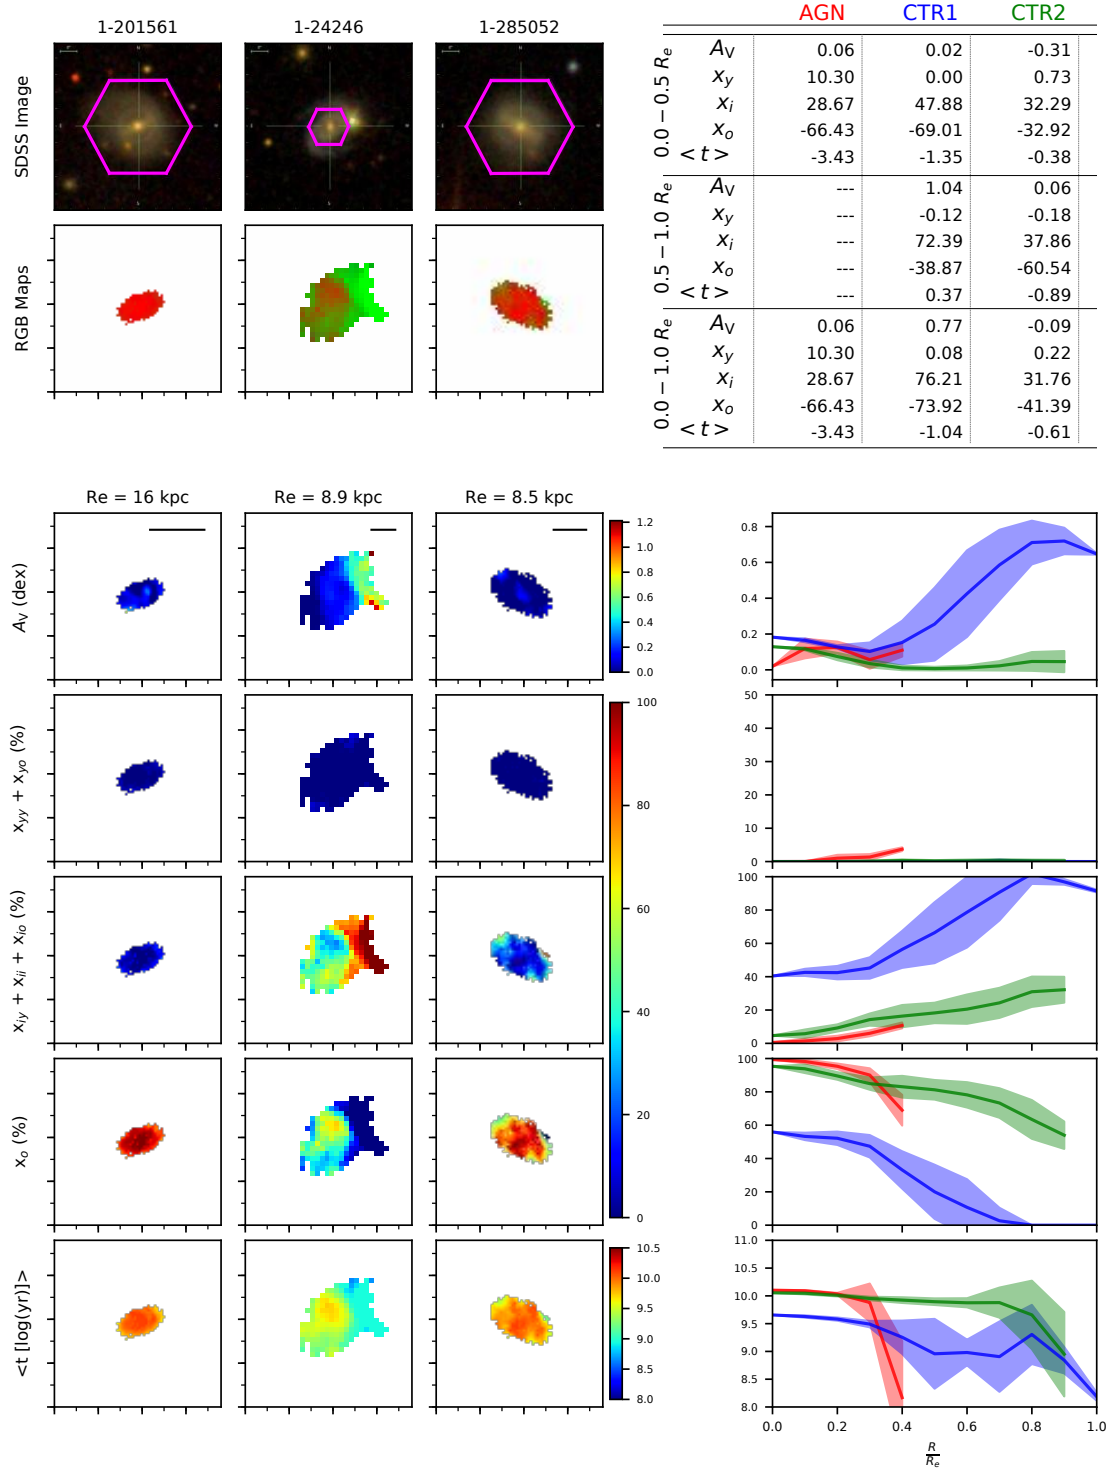 AGN CTR1 CTR2
1-201561 1-24246 1-285052
SDSS Image
RGB Maps
0.0 − 0.5 Re
A_V 0.06 0.02 -0.31
x_y 10.30 0.00 0.73
x_i 28.67 47.88 32.29
x_o -66.43 -69.01 -32.92
< t > -3.43 -1.35 -0.38
0.5 − 1.0 Re
A_V --- 1.04 0.06
x_y --- -0.12 -0.18
x_i --- 72.39 37.86
x_o --- -38.87 -60.54
< t > --- 0.37 -0.89
0.0 − 1.0 Re
A_V 0.06 0.77 -0.09
x_y 10.30 0.08 0.22
x_i 28.67 76.21 31.76
x_o -66.43 -73.92 -41.39
< t > -3.43 -1.04 -0.61
Re = 16 kpc Re = 8.9 kpc Re = 8.5 kpc
A_V (dex)
1.2
1.0
0.8
0.6
0.4
0.2
0.0
0.8
0.6
0.4
0.2
0.0
x_yy + x_yo (%)
100
80
60
40
20
0
50
40
30
20
10
0
x_iy + x_ii + x_io (%)
100
80
60
40
20
0
x_o (%)
100
80
60
40
20
0
<t [log(yr)]>
10.5
10.0
9.5
9.0
8.5
8.0
11.0
10.5
10.0
9.5
9.0
8.5
8.0
0.0 0.2 0.4 0.6 0.8 1.0
R
R_e